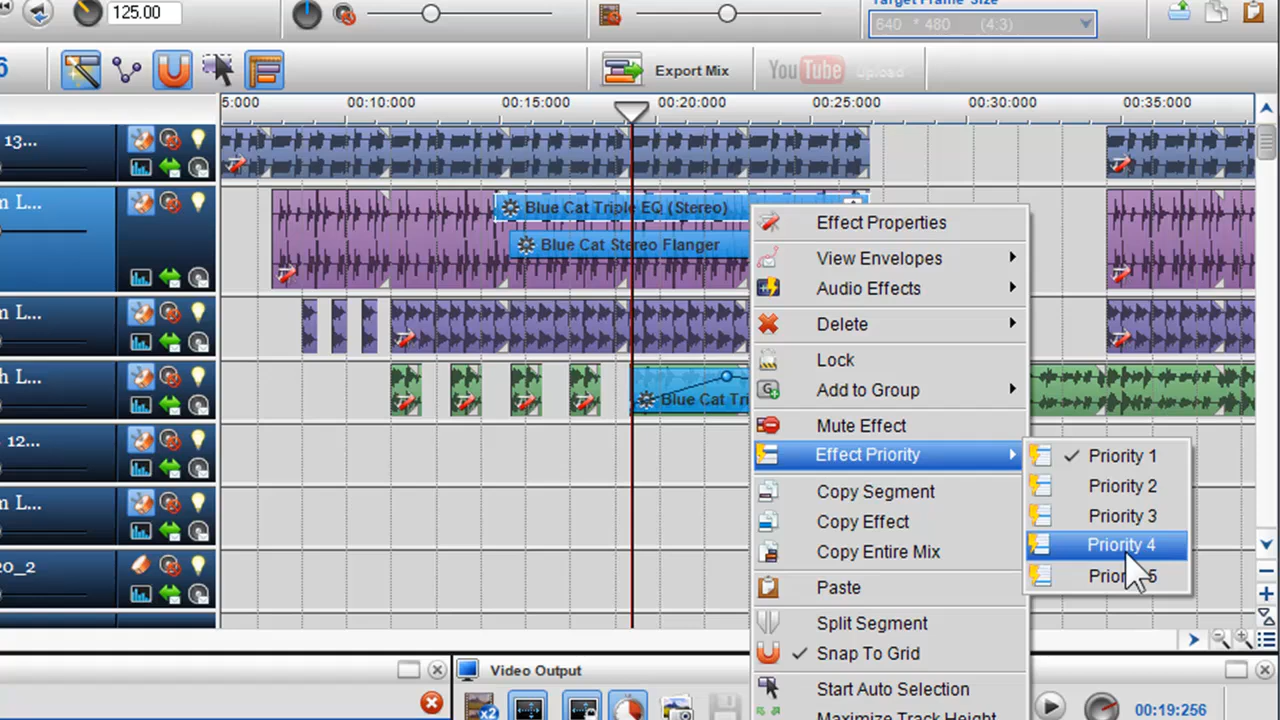 125.00
Target Frame Size
640 * 480 (4:3)
6
Export Mix
You Tube Upload
5:000 00:10:000 00:15:000 00:20:000 00:25:000 00:30:000 00:35:000
13...
m L...
Blue Cat Triple EQ (Stereo)
Blue Cat Stereo Flanger
m L...
h L...
Blue Cat Tri
12...
m L...
20_2
Effect Properties
View Envelopes
Audio Effects
Delete
Lock
G
Add to Group
Mute Effect
Effect Priority
Copy Segment
Copy Effect
Copy Entire Mix
Paste
Split Segment
Snap To Grid
Start Auto Selection
Maximize Track Height
Priority 1
Priority 2
Priority 3
Priority 4
Prior 5
Video Output
x2
00:19:256